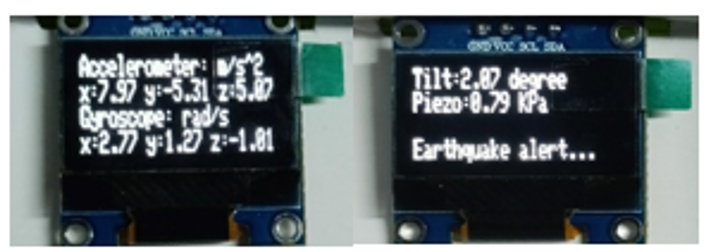 GND VCC SCL SDA
Accelerometer: m/s^2
x:7.97 y:-5.31 z:5.07
Gyroscope: rad/s
x:2.77 y:1.27 z:-1.01
GND VCC SCL SDA
Tilt:2.07 degree
Piezo:0.79 KPa
Earthquake alert...